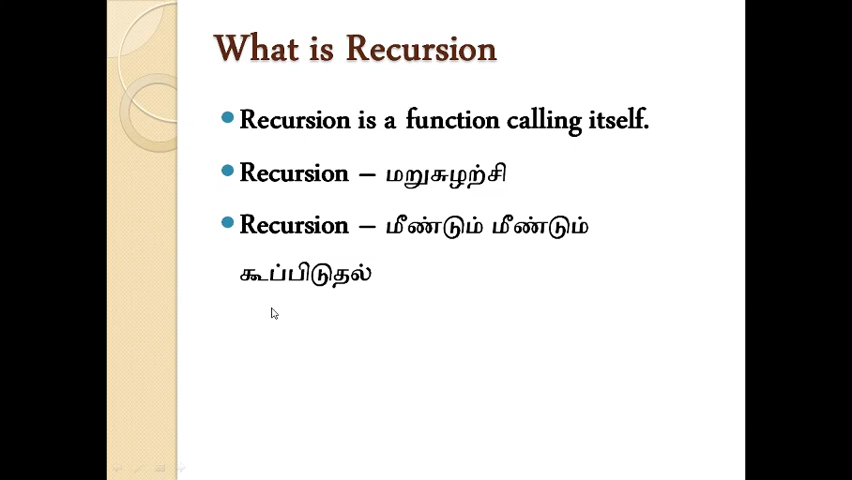 What is Recursion
Recursion is a function calling itself.
Recursion – மறுசுழற்சி
Recursion – மீண்டும் மீண்டும்
கூப்பிடுதல்